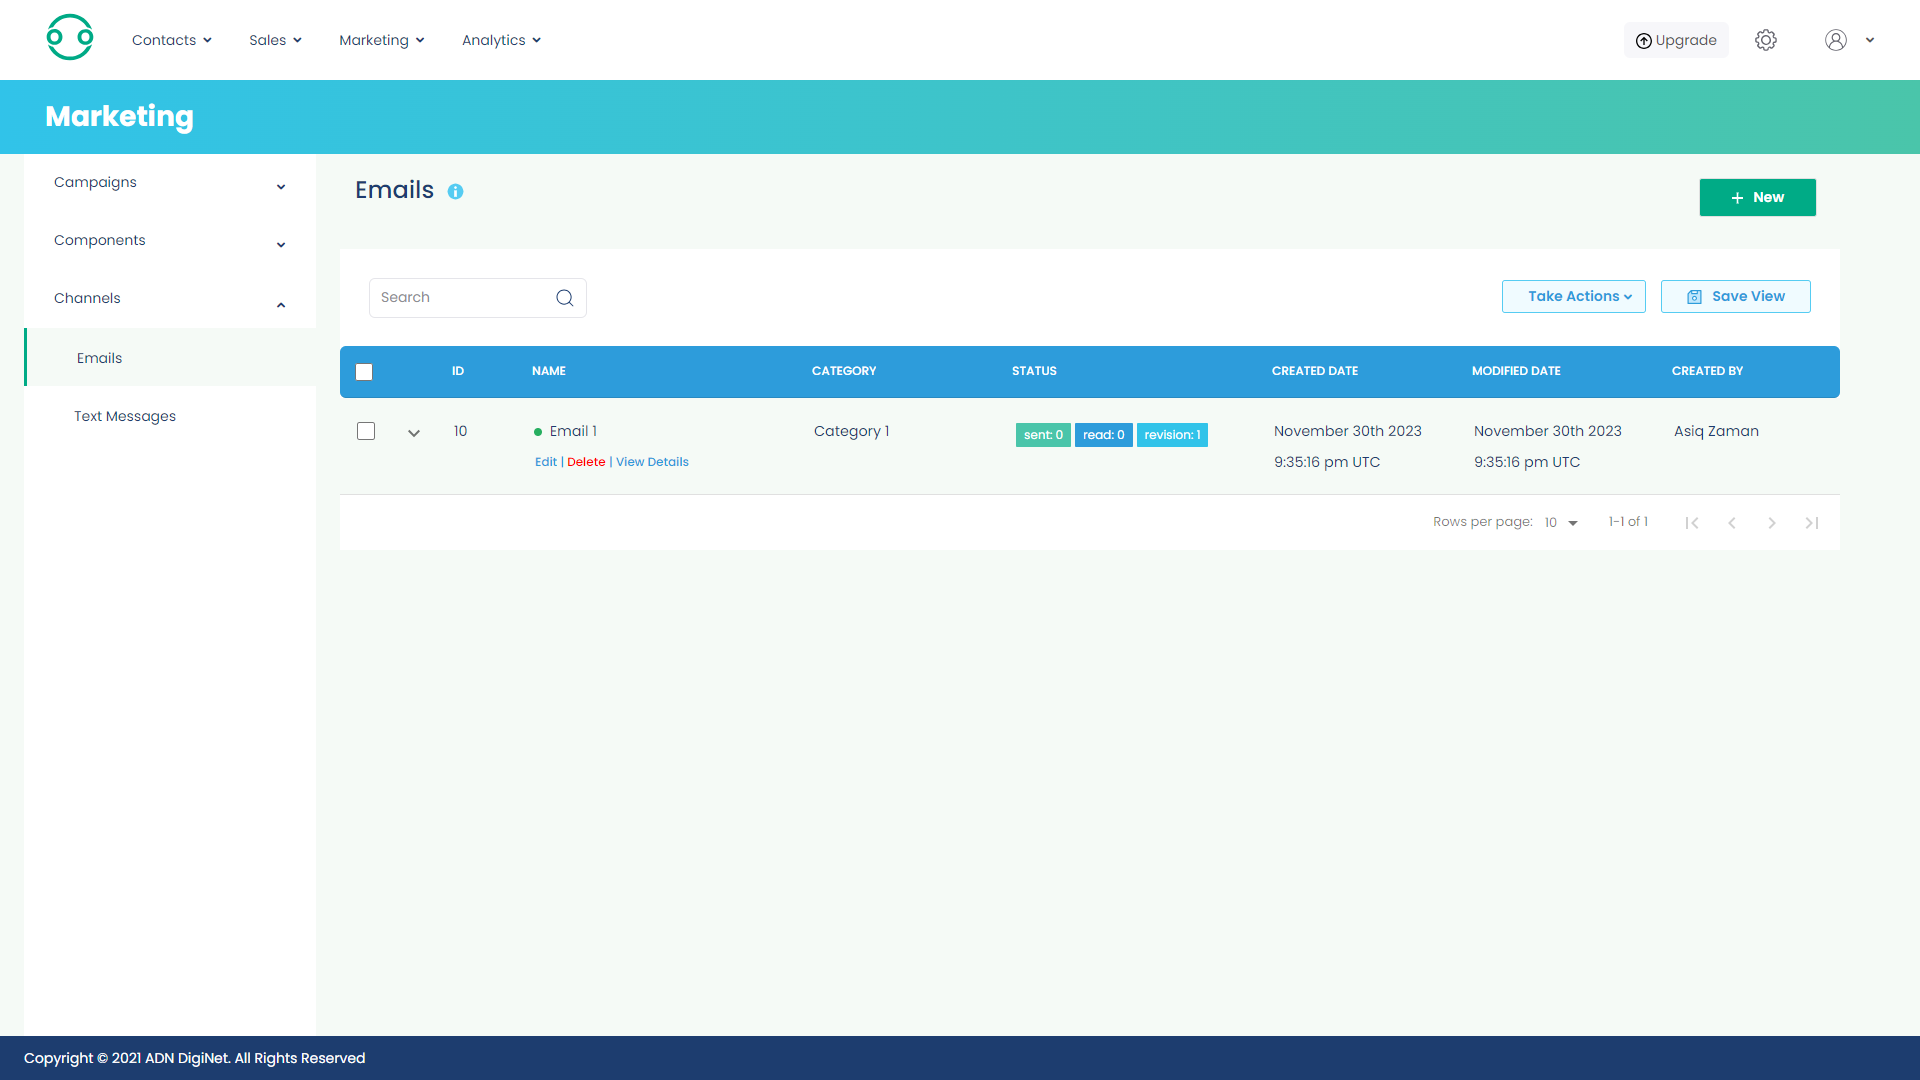 Contacts Sales Marketing Analytics Upgrade
Marketing
Campaigns
Components
Channels
Emails
Text Messages
Emails
+ New
Search
Take Actions Save View
ID NAME CATEGORY STATUS CREATED DATE MODIFIED DATE CREATED BY
10 Email 1 Category 1 sent: 0 read: 0 revision: 1 November 30th 2023 November 30th 2023 Asiq Zaman
Edit | Delete | View Details 9:35:16 pm UTC 9:35:16 pm UTC
Rows per page: 10 1-1 of 1
Copyright © 2021 ADN DigiNet. All Rights Reserved